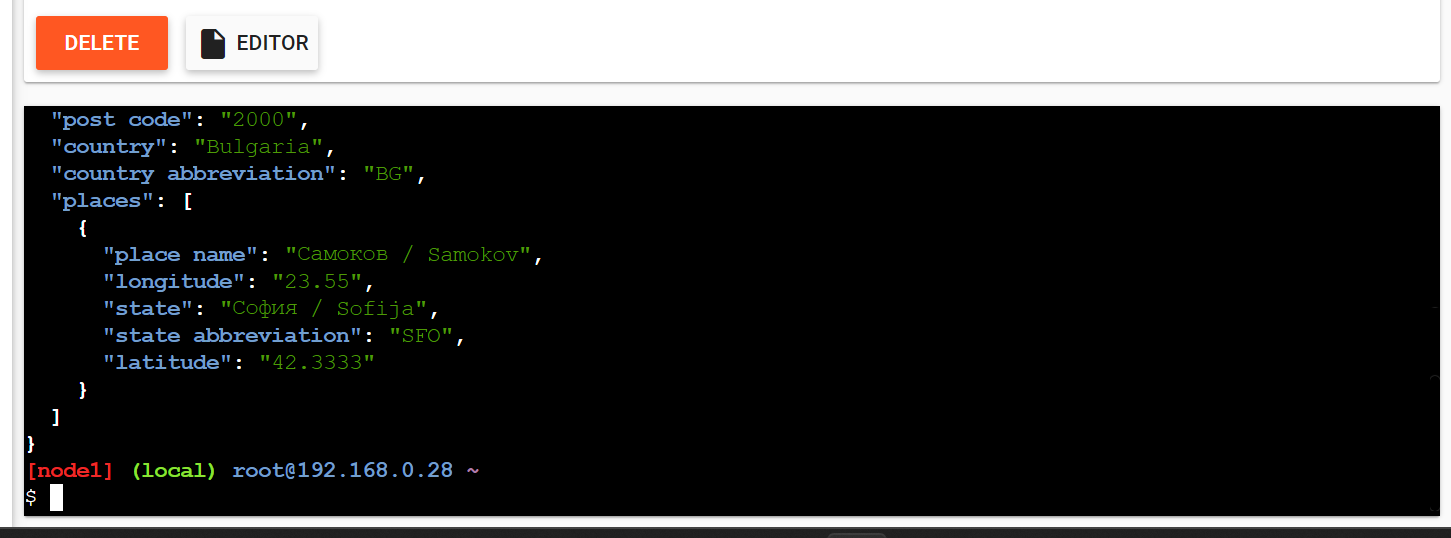 DELETE EDITOR
"post code": "2000",
"country": "Bulgaria",
"country abbreviation": "BG",
"places": [
{
"place name": "Самоков / Samokov",
"longitude": "23.55",
"state": "София / Sofija",
"state abbreviation": "SFO",
"latitude": "42.3333"
}
]
}
[node1] (local) root@192.168.0.28 ~
$